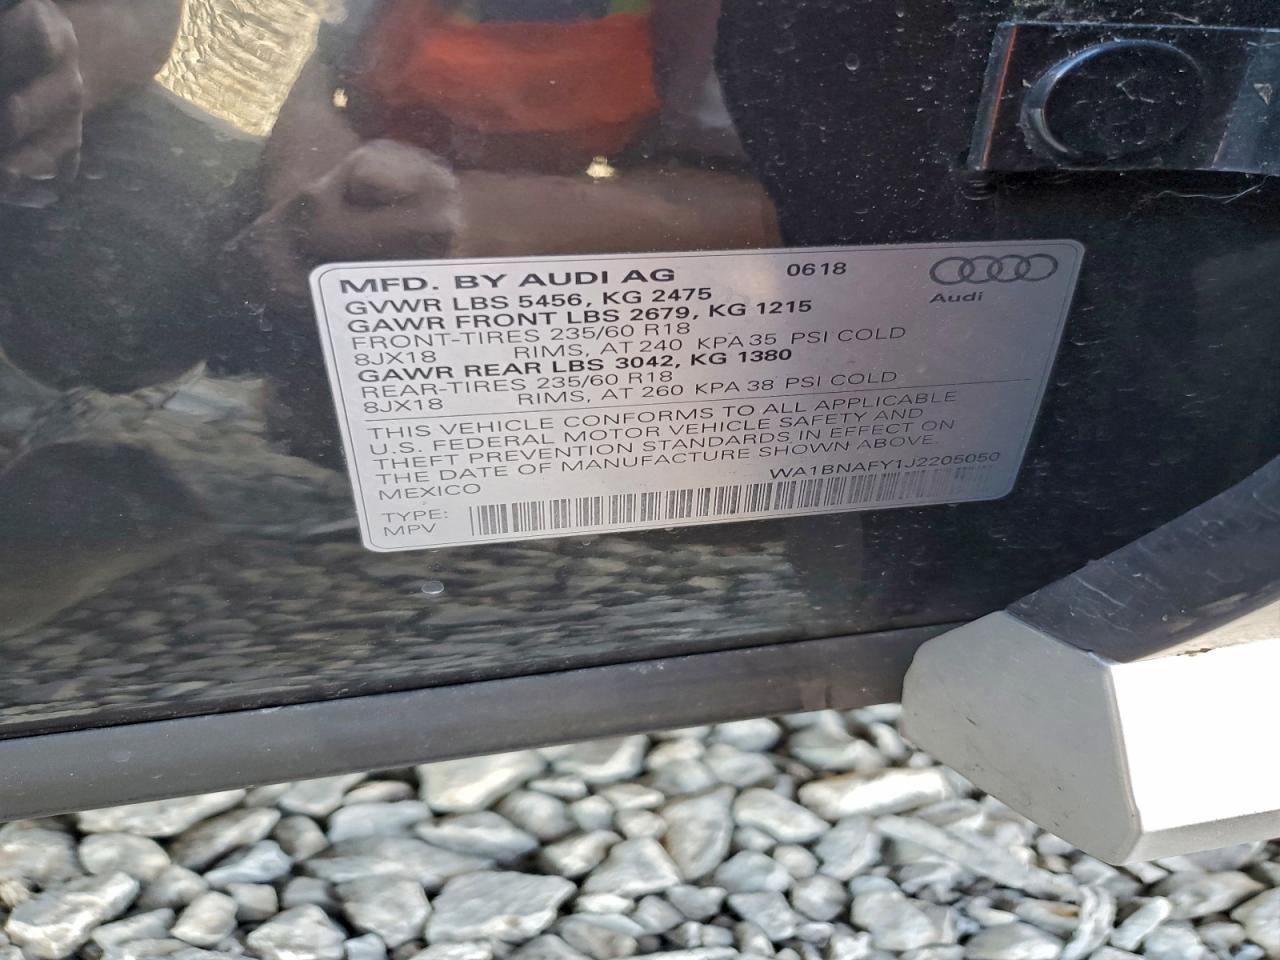 MFD. BY AUDI AG 0618
Audi
GVWR LBS 5456, KG 2475
GAWR FRONT LBS 2679, KG 1215
FRONT-TIRES 235/60 R18
8JX18 RIMS, AT 240 KPA 35 PSI COLD
GAWR REAR LBS 3042, KG 1380
REAR-TIRES 235/60 R18
8JX18 RIMS, AT 260 KPA 38 PSI COLD
THIS VEHICLE CONFORMS TO ALL APPLICABLE
U.S. FEDERAL MOTOR VEHICLE SAFETY AND
THEFT PREVENTION STANDARDS IN EFFECT ON
THE DATE OF MANUFACTURE SHOWN ABOVE.
MEXICO WA1BNAFY1J2205050
TYPE:
MPV